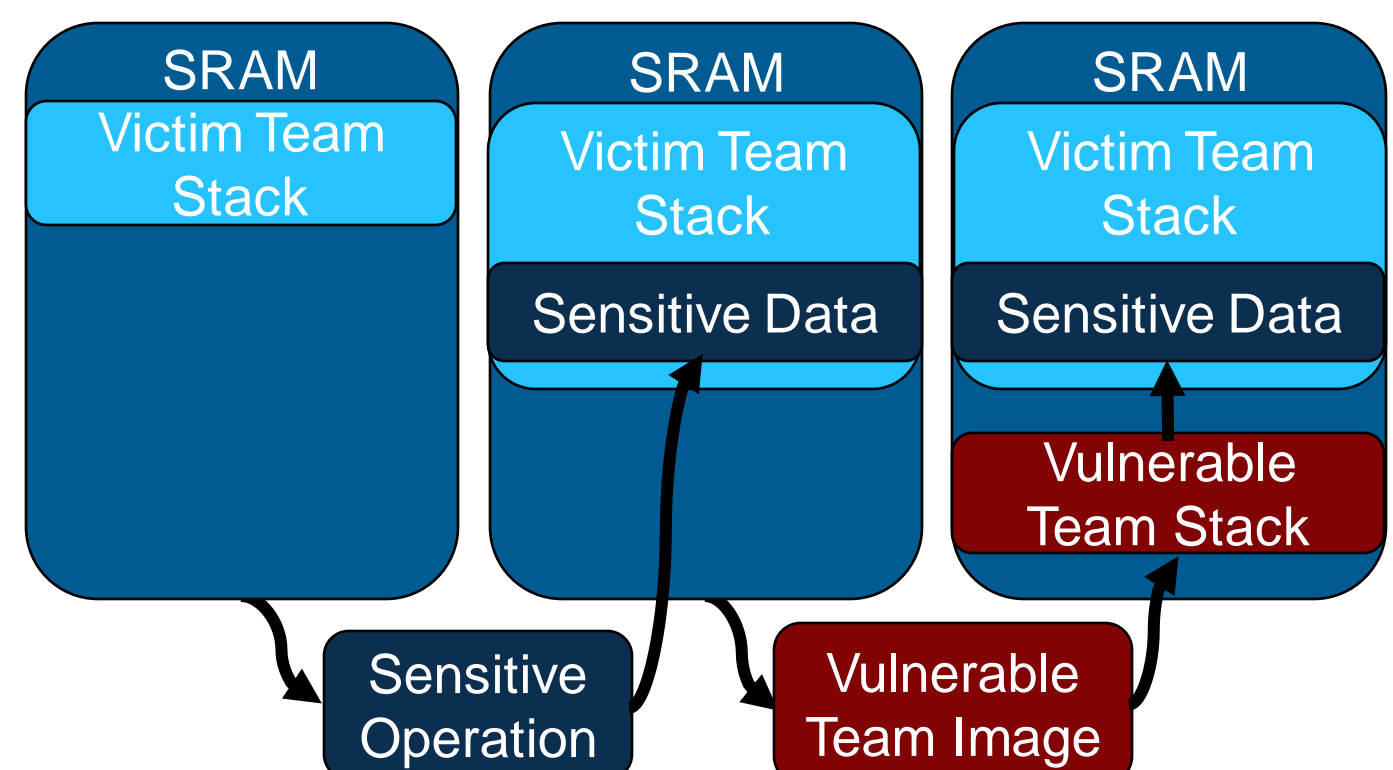 SRAM
Victim Team
Stack
SRAM
Victim Team
Stack
Sensitive Data
SRAM
Victim Team
Stack
Sensitive Data
Vulnerable
Team Stack
Sensitive
Operation
Vulnerable
Team Image